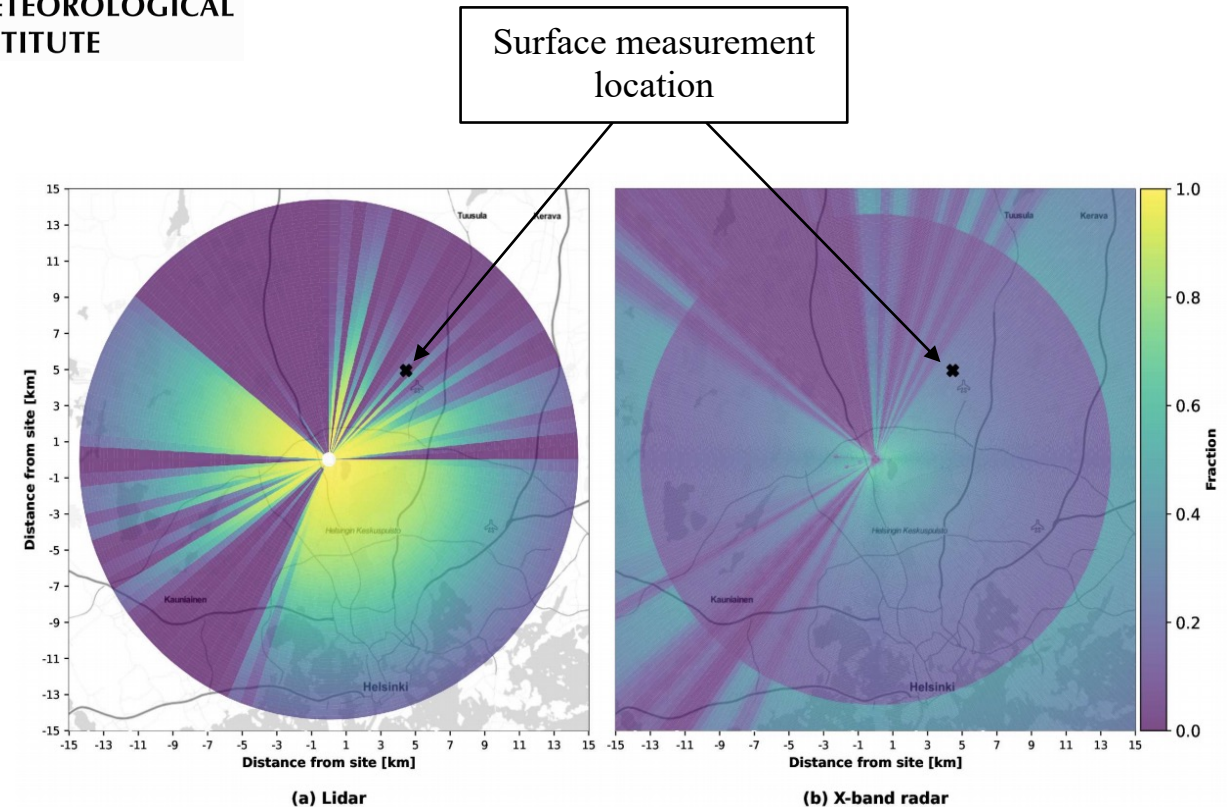 ETEOROLOGICAL
TITUTE
Surface measurement
location
15
13
11
9
7
5
3
1
-1
-3
-5
-7
-9
-11
-13
-15
Distance from site [km]
Tuusula
Kerava
Helsingin Keskuspuisto
Kauniainen
Helsinki
-15 -13 -11 -9 -7 -5 -3 -1 1 3 5 7 9 11 13 15
Distance from site [km]
(a) Lidar
Tuusula
Kerava
Helsingin Keskuspuisto
Kauniainen
Helsinki
-15 -13 -11 -9 -7 -5 -3 -1 1 3 5 7 9 11 13 15
Distance from site [km]
(b) X-band radar
1.0
0.8
0.6
0.4
0.2
0.0
Fraction